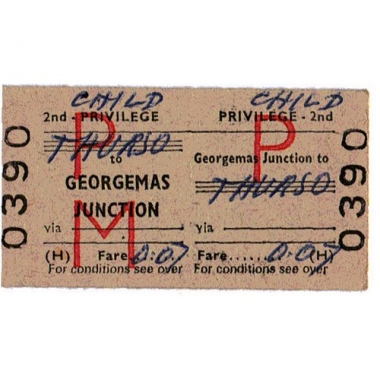 CHILD
2nd - PRIVILEGE
THURSO
to
GEORGEMAS
JUNCTION
via
(H) Fare 0.07
For conditions see over
P
M
0390
CHILD
PRIVILEGE - 2nd
Georgemas Junction to
THURSO
via
Fare...... 0.07 (H)
For conditions see over
P
0390